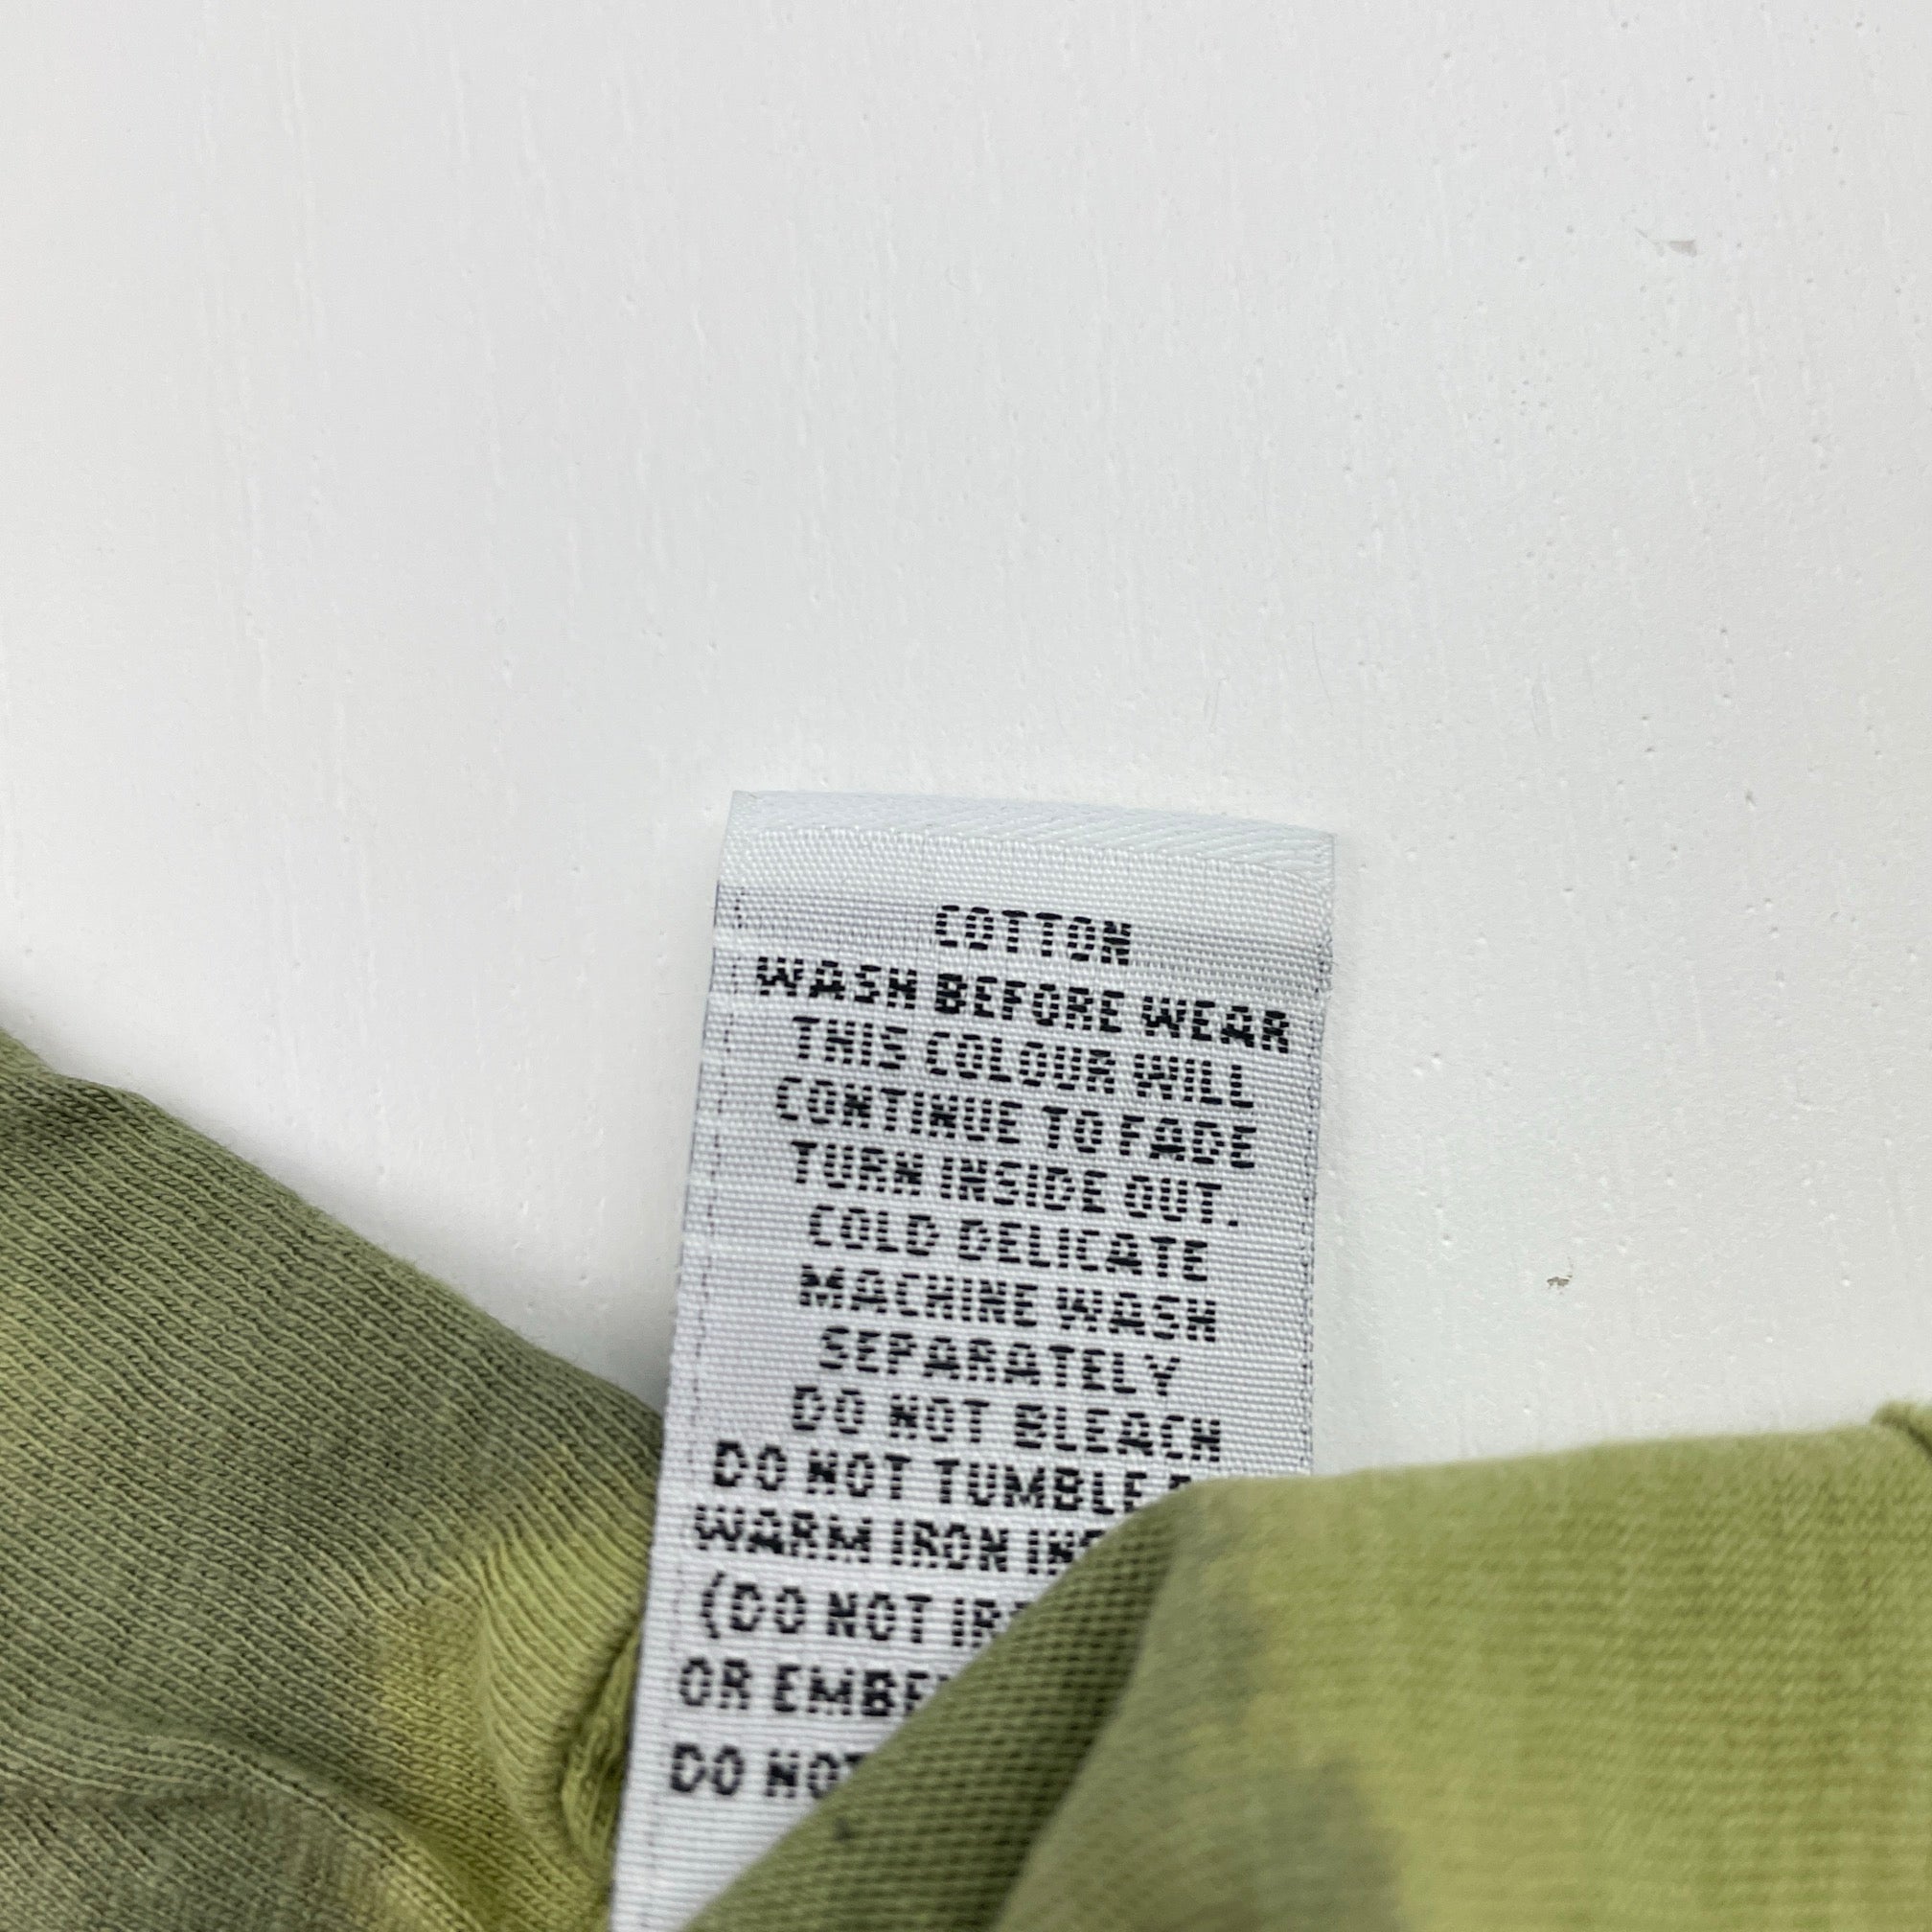 COTTON
WASH BEFORE WEAR
THIS COLOUR WILL
CONTINUE TO FADE
TURN INSIDE OUT.
COLD DELICATE
MACHINE WASH
SEPARATELY
DO NOT BLEACH
DO NOT TUMBLE
WARM IRON
(DO NOT
OR
DO NOT